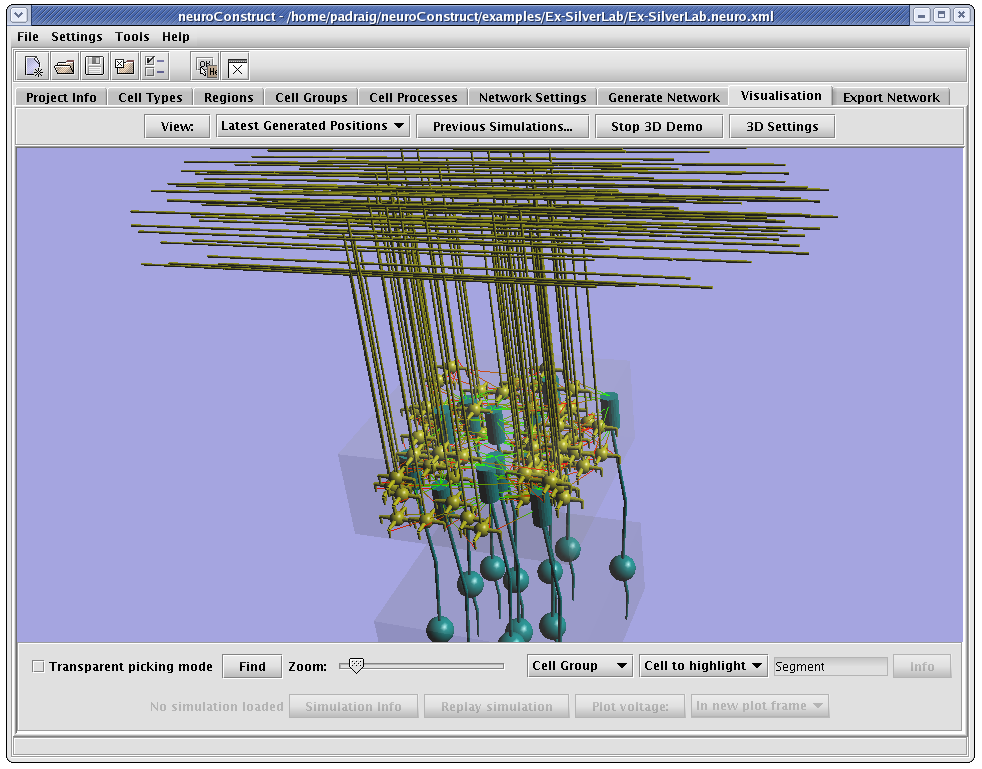 neuroConstruct - /home/padraig/neuroConstruct/examples/Ex-SilverLab/Ex-SilverLab.neuro.xml
File Settings Tools Help
Project Info Cell Types Regions Cell Groups Cell Processes Network Settings Generate Network Visualisation Export Network
View: Latest Generated Positions Previous Simulations... Stop 3D Demo 3D Settings
Transparent picking mode Find Zoom: Cell Group Cell to highlight Segment Info
No simulation loaded Simulation Info Replay simulation Plot voltage: In new plot frame